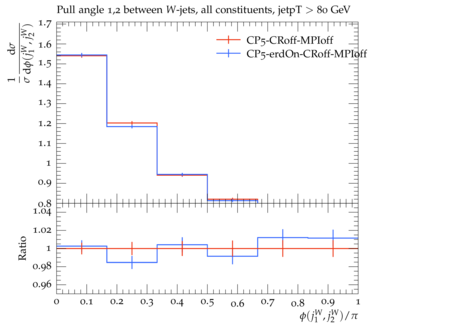 Pull angle 1,2 between W-jets, all constituents, jetpT > 80 GeV
1/σ dσ/dϕ(j₁ᵂ, j₂ᵂ)
CP5-CRoff-MPIoff
CP5-erdOn-CRoff-MPIoff
1.7
1.6
1.5
1.4
1.3
1.2
1.1
1.0
0.9
0.8
Ratio
1.04
1.02
1
0.98
0.96
0 0.1 0.2 0.3 0.4 0.5 0.6 0.7 0.8 0.9 1
ϕ(j₁ᵂ, j₂ᵂ)/π